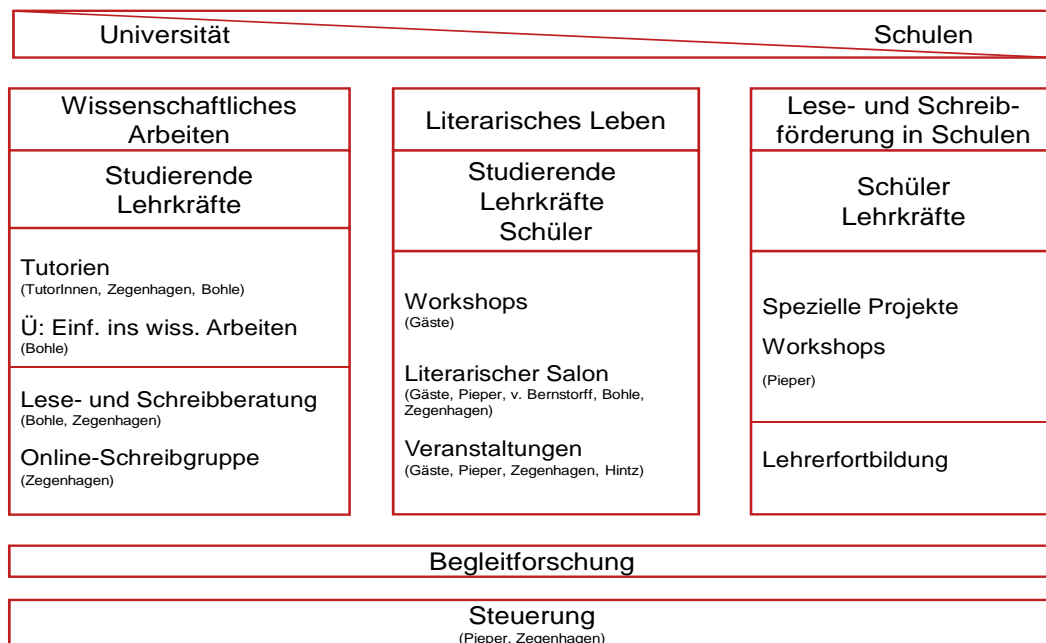 Universität
Schulen
Wissenschaftliches
Arbeiten
Studierende
Lehrkräfte
Tutorien
(TutorInnen, Zegenhagen, Bohle)
Ü: Einf. ins wiss. Arbeiten
(Bohle)
Lese- und Schreibberatung
(Bohle, Zegenhagen)
Online-Schreibgruppe
(Zegenhagen)
Literarisches Leben
Studierende
Lehrkräfte
Schüler
Workshops
(Gäste)
Literarischer Salon
(Gäste, Pieper, v. Bernstorff, Bohle,
Zegenhagen)
Veranstaltungen
(Gäste, Pieper, Zegenhagen, Hintz)
Lese- und Schreib-
förderung in Schulen
Schüler
Lehrkräfte
Spezielle Projekte
Workshops
(Pieper)
Lehrerfortbildung
Begleitforschung
Steuerung
(Pieper, Zegenhagen)